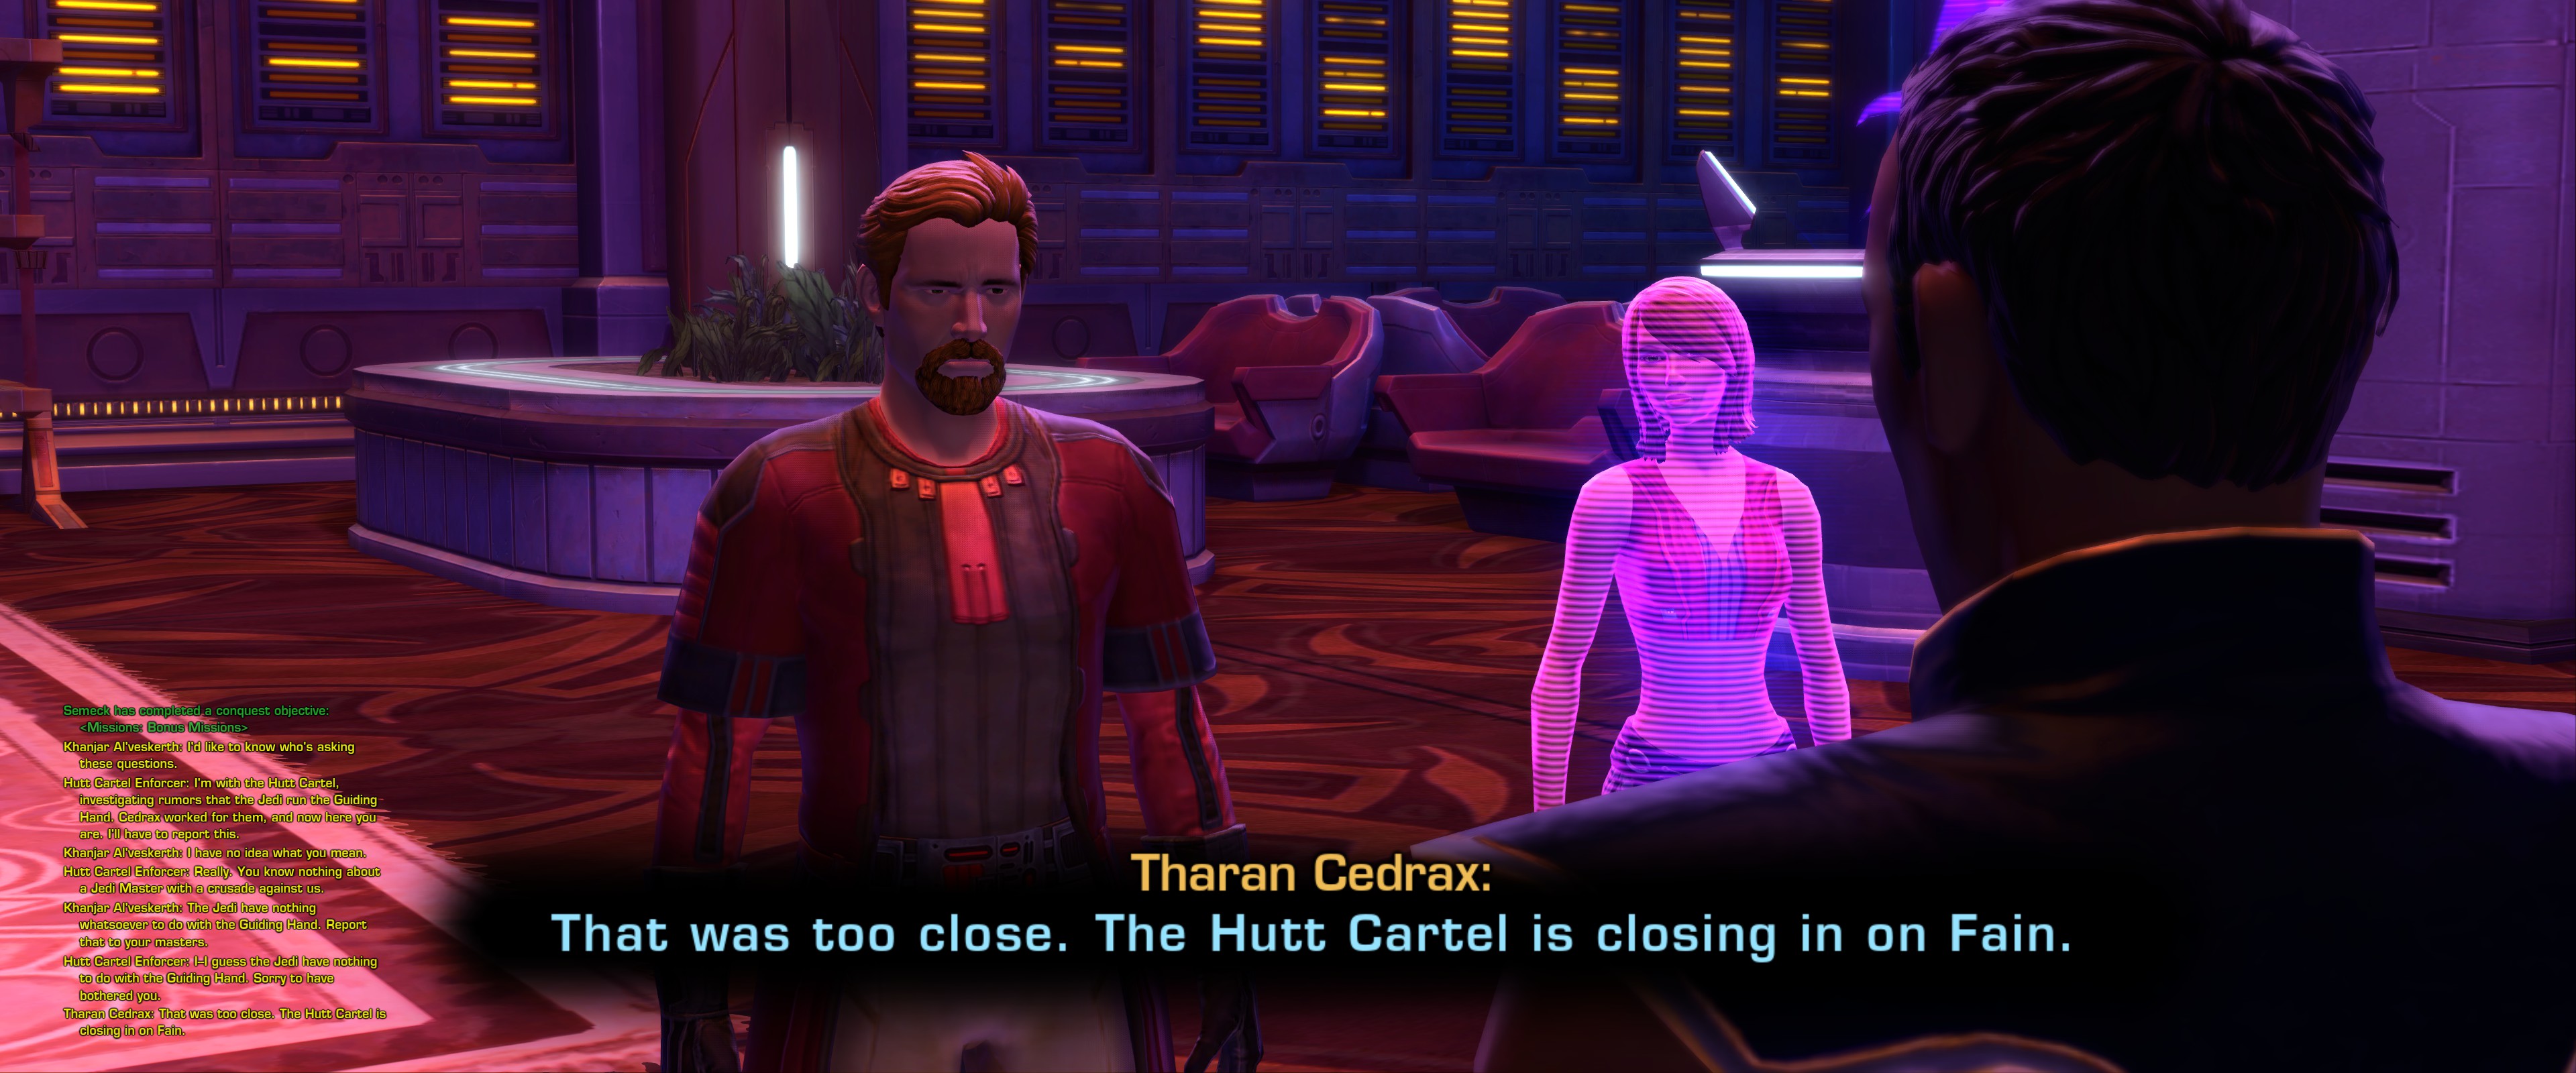 Semeck has completed a conquest objective:
<Missions: Bonus Missions>
Khanjar Al'veskerth: I'd like to know who's asking
these questions.
Hutt Cartel Enforcer: I'm with the Hutt Cartel,
investigating rumors that the Jedi run the Guiding
Hand. Cedrax worked for them, and now here you
are. I'll have to report this.
Khanjar Al'veskerth: I have no idea what you mean.
Hutt Cartel Enforcer: Really. You know nothing about
a Jedi Master with a crusade against us.
Khanjar Al'veskerth: The Jedi have nothing
whatsoever to do with the Guiding Hand. Report
that to your masters.
Hutt Cartel Enforcer: I–I guess the Jedi have nothing
to do with the Guiding Hand. Sorry to have
bothered you.
Tharan Cedrax: That was too close. The Hutt Cartel is
closing in on Fain.
Tharan Cedrax:
That was too close. The Hutt Cartel is closing in on Fain.